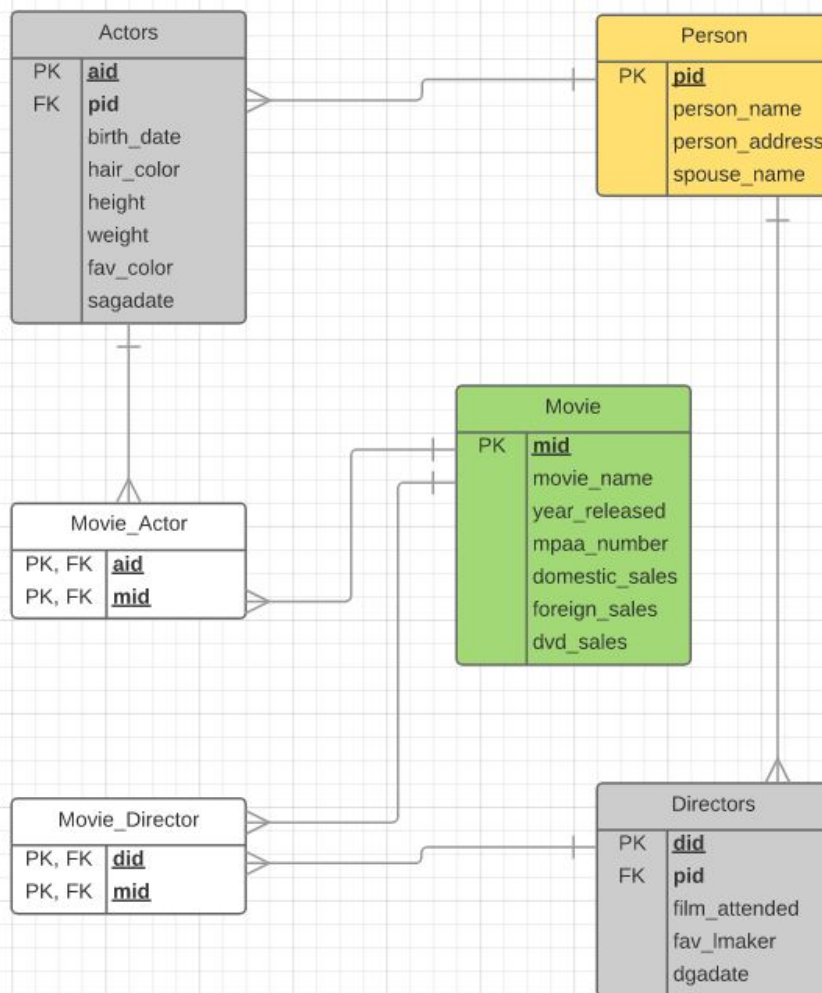 Actors
PK aid
FK pid
birth_date
hair_color
height
weight
fav_color
sagadate
Person
PK pid
person_name
person_address
spouse_name
Movie
PK mid
movie_name
year_released
mpaa_number
domestic_sales
foreign_sales
dvd_sales
Movie_Actor
PK, FK aid
PK, FK mid
Movie_Director
PK, FK did
PK, FK mid
Directors
PK did
FK pid
film_attended
fav_lmaker
dgadate